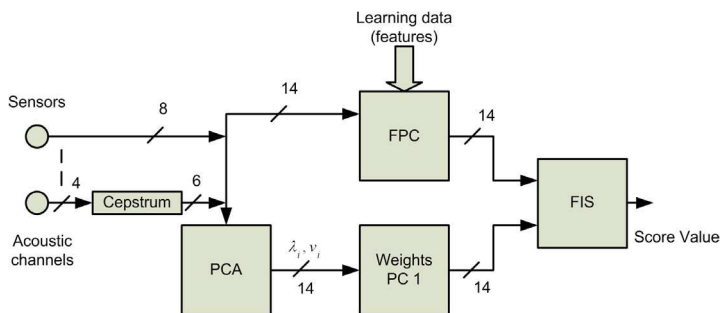 Learning data
(features)
Sensors
8
14
FPC
14
4
Cepstrum
6
FIS
Score Value
Acoustic
channels
PCA
λi, vi
14
Weights
PC 1
14